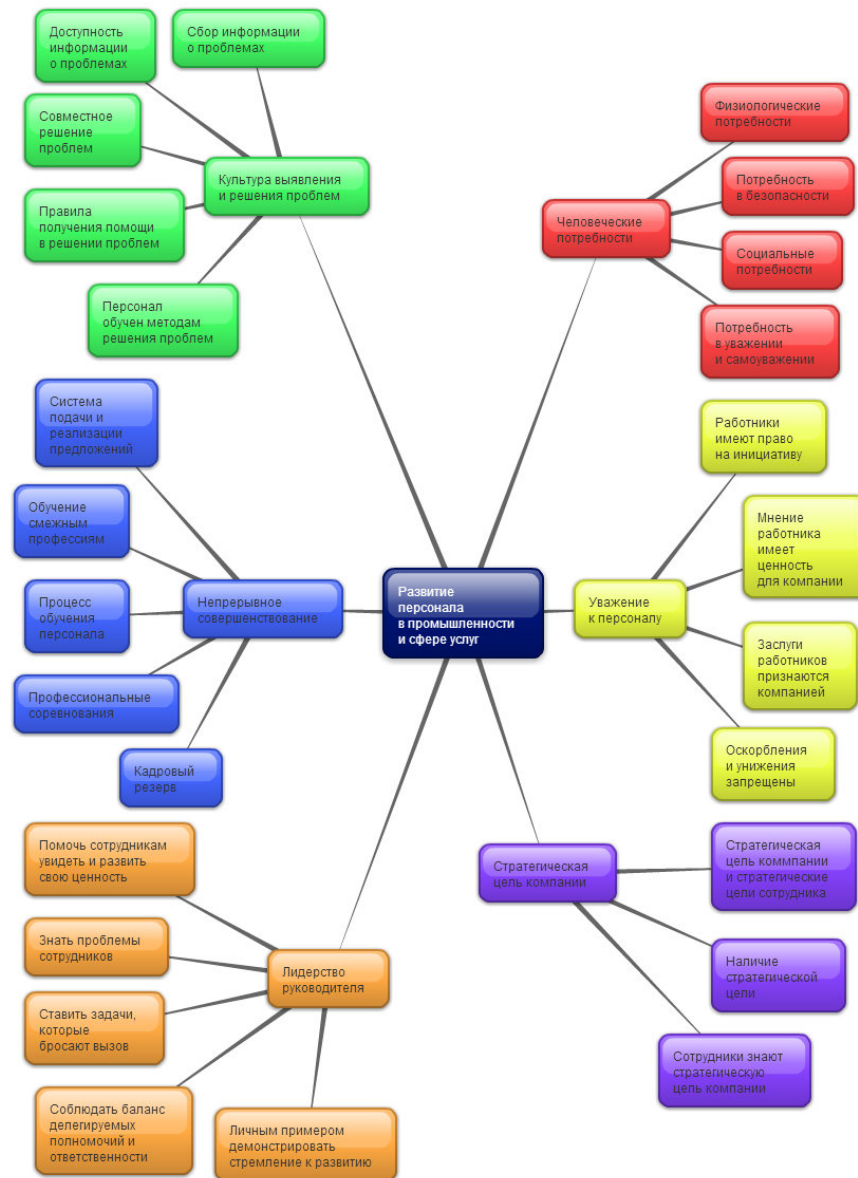 Доступность
информации
о проблемах
Сбор информации
о проблемах
Совместное
решение
проблем
Культура выявления
и решения проблем
Правила
получения помощи
в решении проблем
Персонал
обучен методам
решения проблем
Физиологические
потребности
Потребность
в безопасности
Человеческие
потребности
Социальные
потребности
Потребность
в уважении
и самоуважении
Система
подачи и
реализации
предложений
Обучение
смежным
профессиям
Процесс
обучения
персонала
Непрерывное
совершенствование
Профессиональные
соревнования
Кадровый
резерв
Развитие
персонала
в промышленности
и сфере услуг
Работники
имеют право
на инициативу
Мнение
работника
имеет
ценность
для компании
Уважение
к персоналу
Заслуги
работников
признаются
компанией
Оскорбления
и унижения
запрещены
Помочь сотрудникам
увидеть и развить
свою ценность
Знать проблемы
сотрудников
Лидерство
руководителя
Ставить задачи,
которые
бросают вызов
Соблюдать баланс
делегируемых
полномочий и
ответственности
Личным примером
демонстрировать
стремление к развитию
Стратегическая
цель компании
Стратегическая
цель коммпании
и стратегические
цели сотрудника
Наличие
стратегической
цели
Сотрудники знают
стратегическую
цель компании